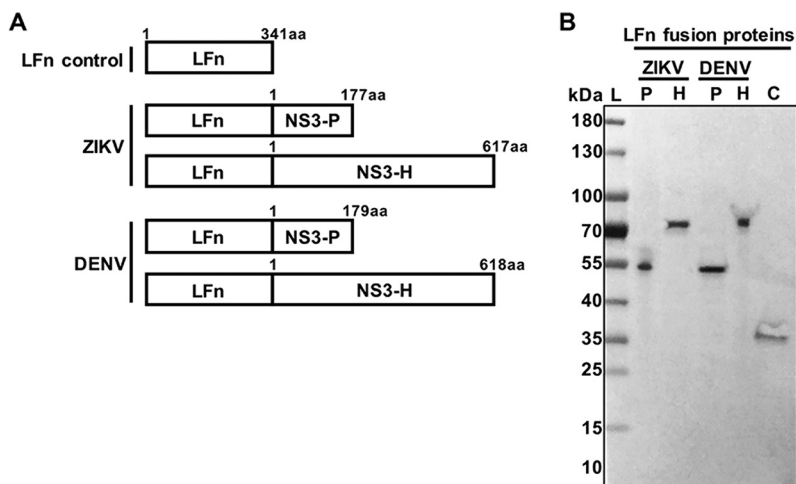 A
1 341aa
LFn control LFn
1 177aa
LFn NS3-P
ZIKV
1 617aa
LFn NS3-H
1 179aa
LFn NS3-P
DENV
1 618aa
LFn NS3-H
B
LFn fusion proteins
ZIKV DENV
kDa L P H P H C
180
130
100
70
55
40
35
25
15
10